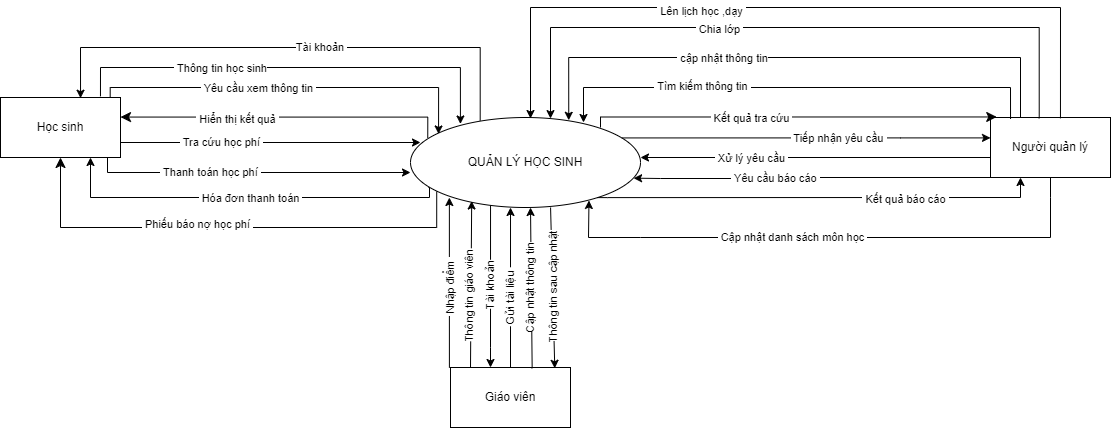 Lên lịch học ,dạy
Chia lớp
Tài khoản
cập nhật thông tin
Thông tin học sinh
Yêu cầu xem thông tin
Tìm kiếm thông tin
Hiển thị kết quả
Kết quả tra cứu
Học sinh
Tra cứu học phí
Tiếp nhận yêu cầu
Người quản lý
QUẢN LÝ HỌC SINH
Xử lý yêu cầu
Thanh toán học phí
Yêu cầu báo cáo
Hóa đơn thanh toán
Kết quả báo cáo
Phiếu báo nợ học phí
Cập nhật danh sách môn học
Nhập điểm
Thông tin giáo viên
Tài khoản
Gửi tài liệu
Cập nhật thông tin
Thông tin sau cập nhật
Giáo viên